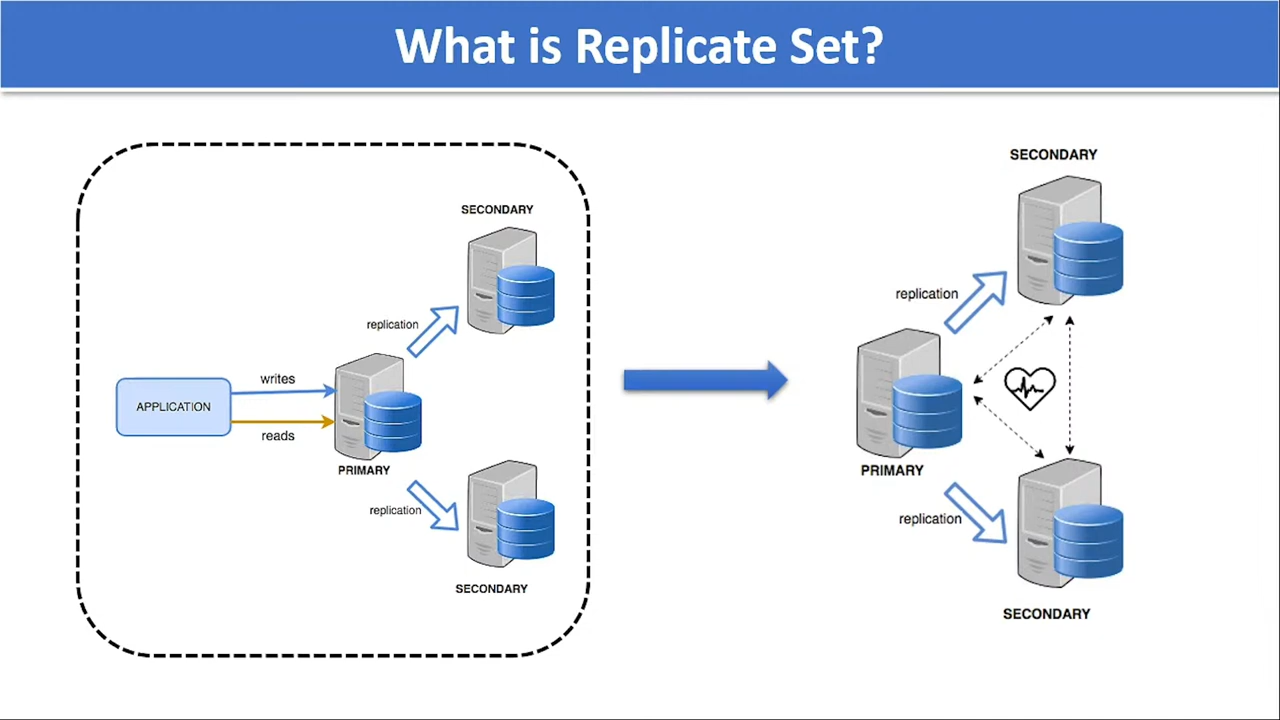 What is Replicate Set?
SECONDARY
replication
APPLICATION
writes
reads
PRIMARY
replication
SECONDARY
SECONDARY
replication
PRIMARY
replication
SECONDARY